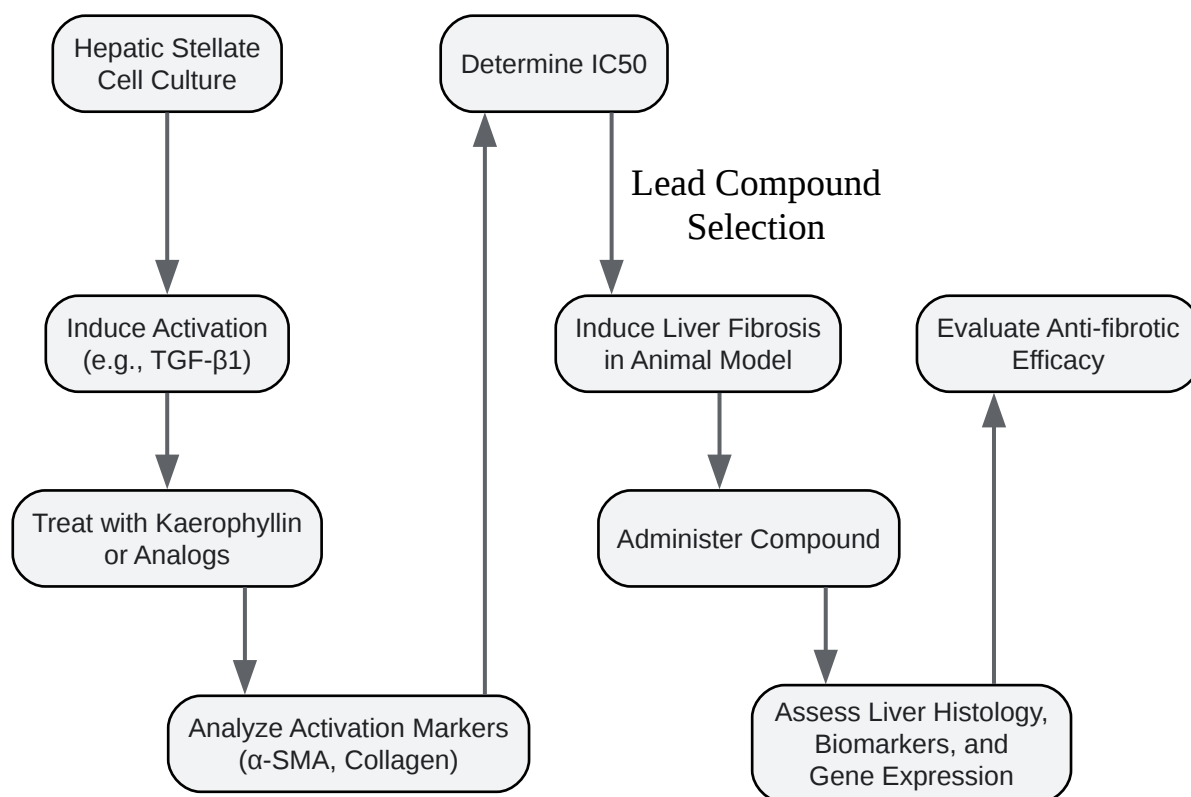 Hepatic Stellate
Cell Culture
Induce Activation
(e.g., TGF-β1)
Treat with Kaerophyllin
or Analogs
Analyze Activation Markers
(α-SMA, Collagen)
Determine IC50
Lead Compound
Selection
Induce Liver Fibrosis
in Animal Model
Administer Compound
Assess Liver Histology,
Biomarkers, and
Gene Expression
Evaluate Anti-fibrotic
Efficacy